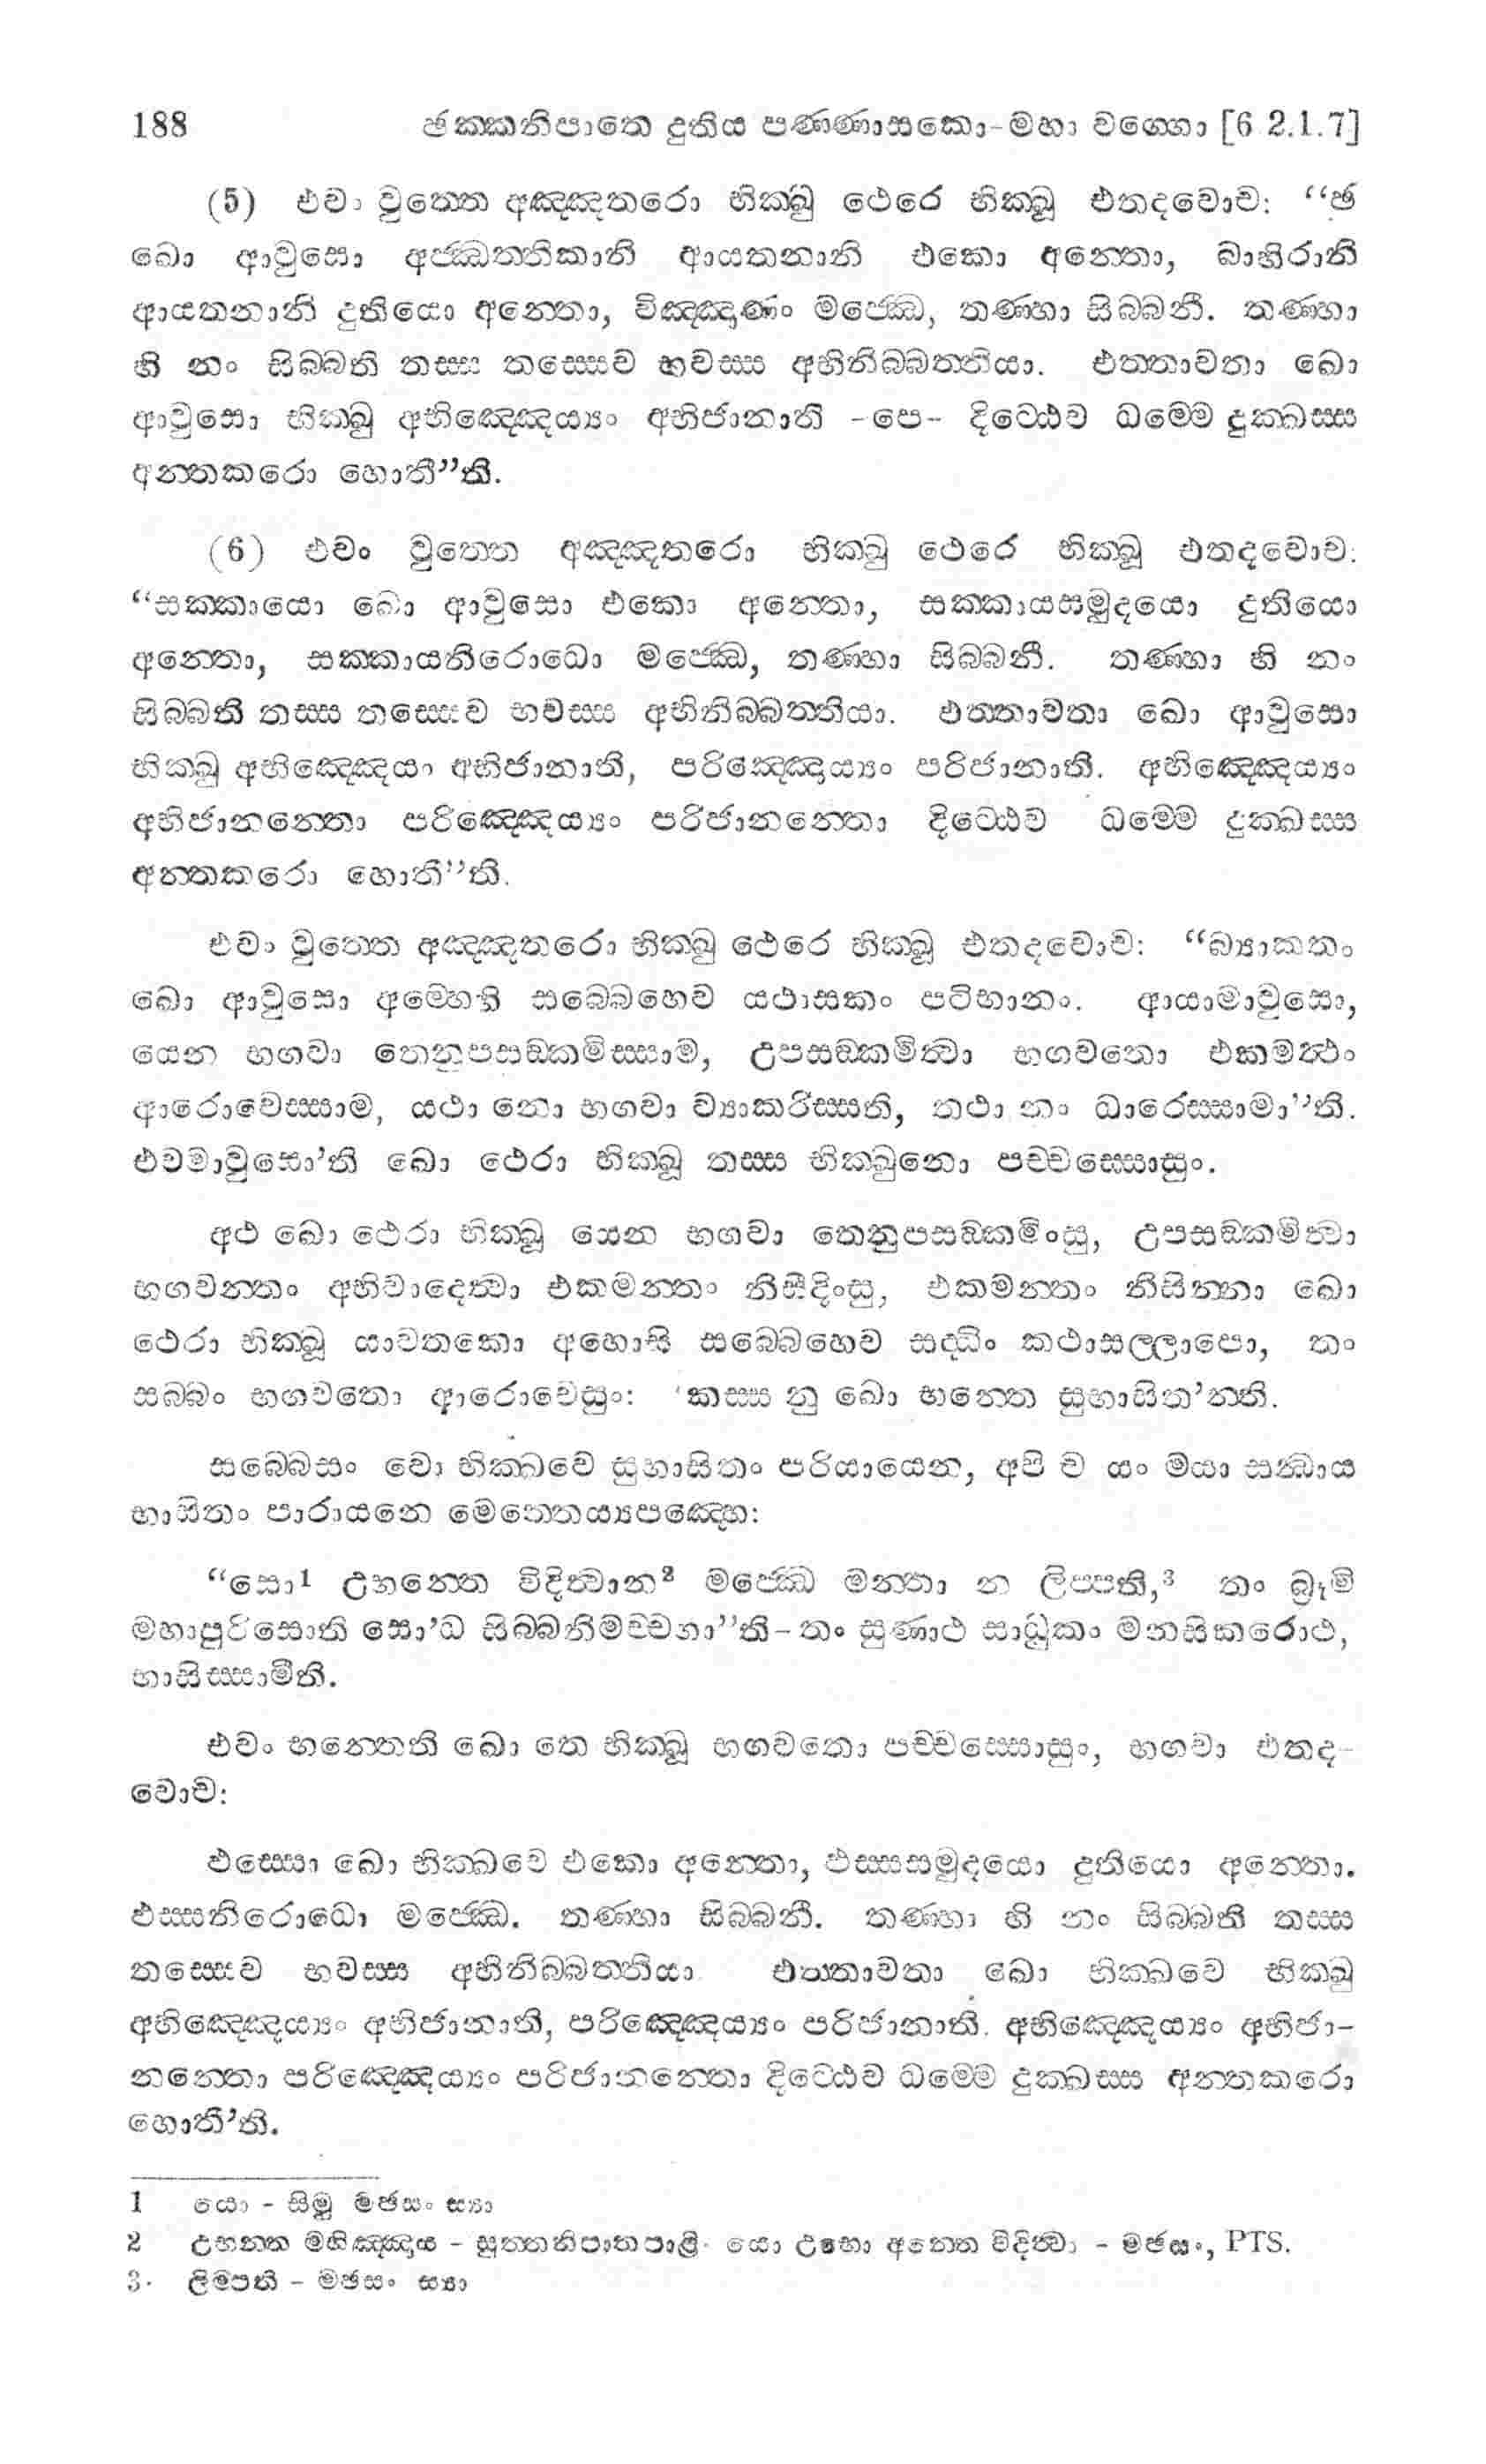 188 ඡක්කනිපාතෙ දුතිය පණ්ණාසකො-මහා වග්ගො [6 2.1.7]
(5) එවං වුත්තෙ අඤ්ඤතරො භික්ඛු ථෙරෙ භික්ඛූ එතදවොච: “ඡ
ඛො ආවුසො අජ්ඣත්තිකානි ආයතනානි එකො අන්තො, බාහිරානි
ආයතනානි දුතියො අන්තො, විඤ්ඤාණං මජ්ඣෙ, තණ්හා සිබ්බනී. තණ්හා
හි නං සිබ්බති තස්ස තස්සෙව භවස්ස අභිනිබ්බත්තියා. එත්තාවතා ඛො
ආවුසො භික්ඛු අභිඤ්ඤෙය්‍යං අභිජානාති -පෙ- දිට්ඨෙව ධම්මෙ දුක්ඛස්ස
අන්තකරො හොතී”ති.
(6) එවං වුත්තෙ අඤ්ඤතරො භික්ඛු ථෙරෙ භික්ඛූ එතදවොච:
“සක්කායො ඛො ආවුසො එකො අන්තො, සක්කායසමුදයො දුතියො
අන්තො, සක්කායනිරොධො මජ්ඣෙ, තණ්හා සිබ්බනී. තණ්හා හි නං
සිබ්බති තස්ස තස්සෙව භවස්ස අභිනිබ්බත්තියා. එත්තාවතා ඛො ආවුසො
භික්ඛු අභිඤ්ඤෙය්‍යං අභිජානාති, පරිඤ්ඤෙය්‍යං පරිජානාති. අභිඤ්ඤෙය්‍යං
අභිජානන්තො පරිඤ්ඤෙය්‍යං පරිජානන්තො දිට්ඨෙව ධම්මෙ දුක්ඛස්ස
අන්තකරො හොතී”ති.
එවං වුත්තෙ අඤ්ඤතරො භික්ඛු ථෙරෙ භික්ඛූ එතදවොච: “බ්‍යාකතං
ඛො ආවුසො අම්හෙහි සබ්බෙහෙව යථාසකං පටිභානං. ආයාමාවුසො,
යෙන භගවා තෙනුපසඞ්කමිස්සාම, උපසඞ්කමිත්වා භගවතො එකමත්ථං
ආරොචෙස්සාම, යථා නො භගවා ව්‍යාකරිස්සති, තථා නං ධාරෙස්සාමා”ති.
එවමාවුසො’ති ඛො ථෙරා භික්ඛූ තස්ස භික්ඛුනො පච්චස්සොසුං.
අථ ඛො ථෙරා භික්ඛූ යෙන භගවා තෙනුපසඞ්කමිංසු, උපසඞ්කමිත්වා
භගවන්තං අභිවාදෙත්වා එකමන්තං නිසීදිංසු, එකමන්තං නිසින්නා ඛො
ථෙරා භික්ඛූ යාවතකො අහොසි සබ්බෙහෙව සද්ධිං කථාසල්ලාපො, තං
සබ්බං භගවතො ආරොචෙසුං: ‘කස්ස නු ඛො භන්තෙ සුභාසිත’න්ති.
සබ්බෙසං වො භික්ඛවෙ සුභාසිතං පරියායෙන, අපි ච යං මයා සන්ධාය
භාසිතං පාරායනෙ මෙත්තෙය්‍යපඤ්හෙ:
“සො1 උභන්තෙ විදිත්වාන2 මජ්ඣෙ මන්තා න ලිප්පති,3 තං බ්‍රූමි
මහාපුරිසොති සො’ධ සිබ්බනිමච්චගා”ති- තං සුණාථ සාධුකං මනසිකරොථ,
භාසිස්සාමීති.
එවං භන්තෙති ඛො තෙ භික්ඛූ භගවතො පච්චස්සොසුං, භගවා එතද-
වොච:
ඵස්සො ඛො භික්ඛවෙ එකො අන්තො, ඵස්සසමුදයො දුතියො අන්තො.
ඵස්සනිරොධො මජ්ඣෙ. තණ්හා සිබ්බනී. තණ්හා හි නං සිබ්බති තස්ස
තස්සෙව භවස්ස අභිනිබ්බත්තියා. එත්තාවතා ඛො භික්ඛවෙ භික්ඛු
අභිඤ්ඤෙය්‍යං අභිජානාති, පරිඤ්ඤෙය්‍යං පරිජානාති. අභිඤ්ඤෙය්‍යං අභිජා-
නන්තො පරිඤ්ඤෙය්‍යං පරිජානන්තො දිට්ඨෙව ධම්මෙ දුක්ඛස්ස අන්තකරො
හොතී’ති.
1 යො - සීමු මඡසං ස්‍යා
2 උභන්ත මභිඤ්ඤාය - සුත්තනිපාතපාළි. යො උභො අන්තෙ විදිත්වා - මඡසං, PTS.
3. ලිම්පති - මඡසං ස්‍යා